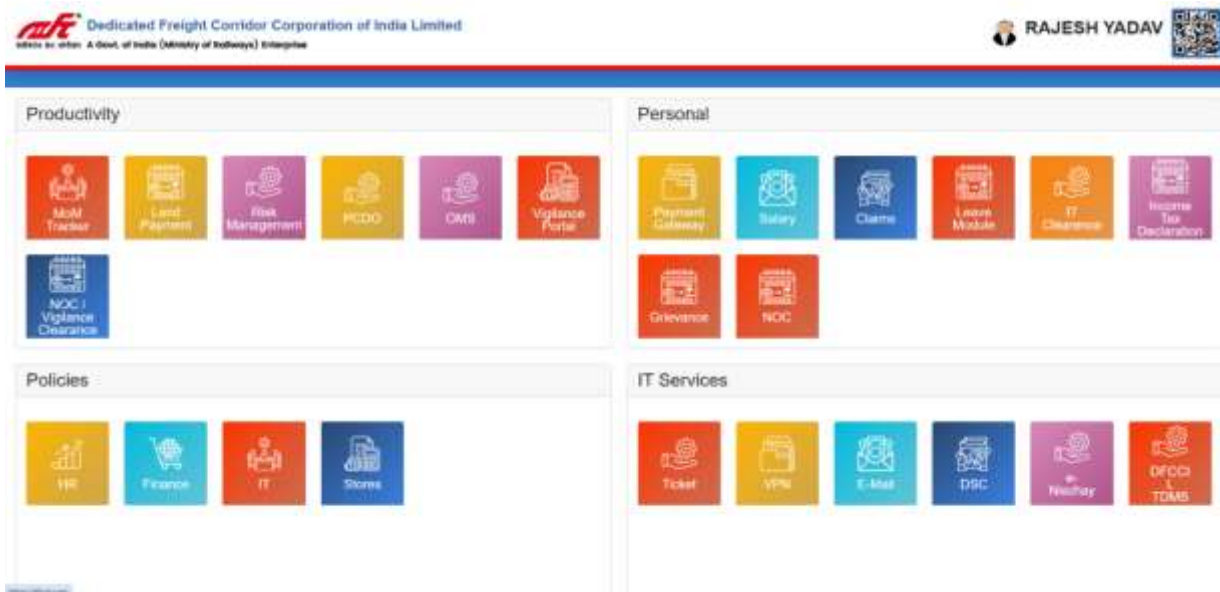 Dedicated Freight Corridor Corporation of India Limited
A Govt. of India (Ministry of Railways) Enterprise
RAJESH YADAV
Productivity
MoM
Tracker
Land
Payment
Risk
Management
PCDO
OMS
Vigilance
Portal
NOC /
Vigilance
Clearance
Personal
Payment
Gateway
Salary
Claims
Leave
Module
IT
Clearance
Income
Tax
Declaration
Grievance
NOC
Policies
HR
Finance
IT
Stores
IT Services
Ticket
VPN
E-Mail
DSC
e-
Nischay
DFCCI
L
TDMS